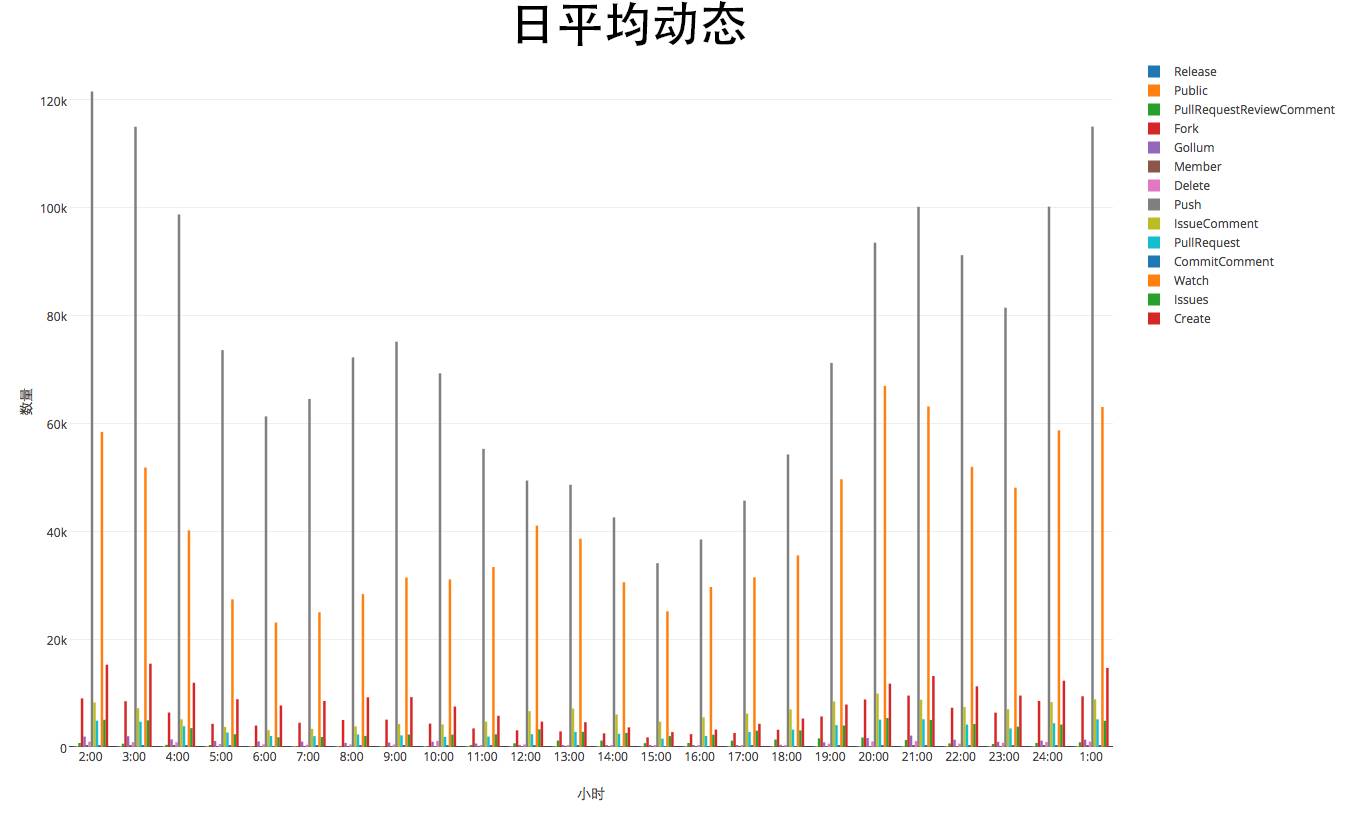 日平均动态
Release
Public
PullRequestReviewComment
Fork
Gollum
Member
Delete
Push
IssueComment
PullRequest
CommitComment
Watch
Issues
Create
120k
100k
80k
60k
40k
20k
0
数量
2:00 3:00 4:00 5:00 6:00 7:00 8:00 9:00 10:00 11:00 12:00 13:00 14:00 15:00 16:00 17:00 18:00 19:00 20:00 21:00 22:00 23:00 24:00 1:00
小时